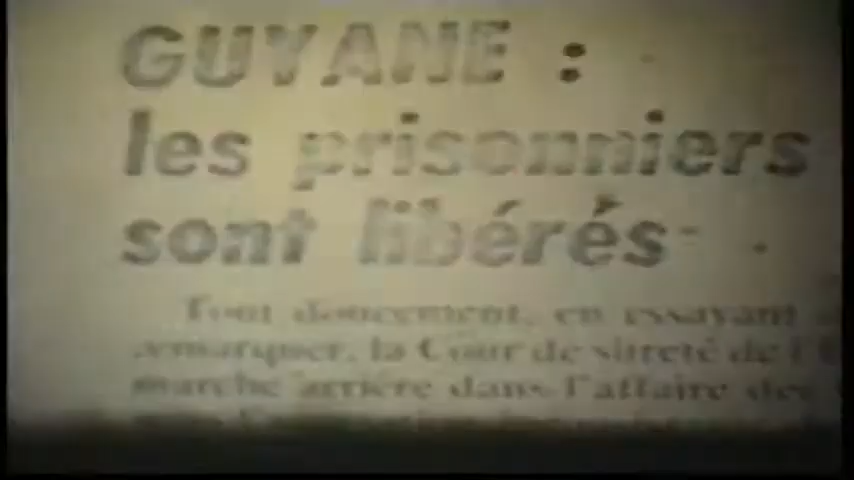 GUYANE :
les prisonniers
sont libérés
Tout doucement, en essayant
remarquer, la Cour de sûreté de l'
marche arrière dans l'affaire des